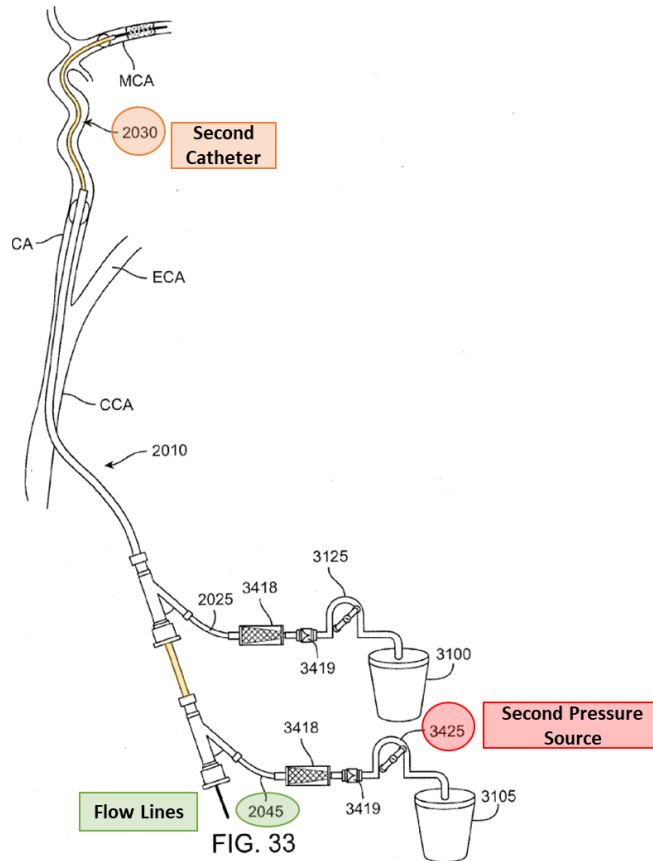 MCA
2030
Second
Catheter
CA
ECA
CCA
2010
3125
3418
2025
3419
3100
3425
Second Pressure
Source
3418
3419
3105
Flow Lines
2045
FIG. 33